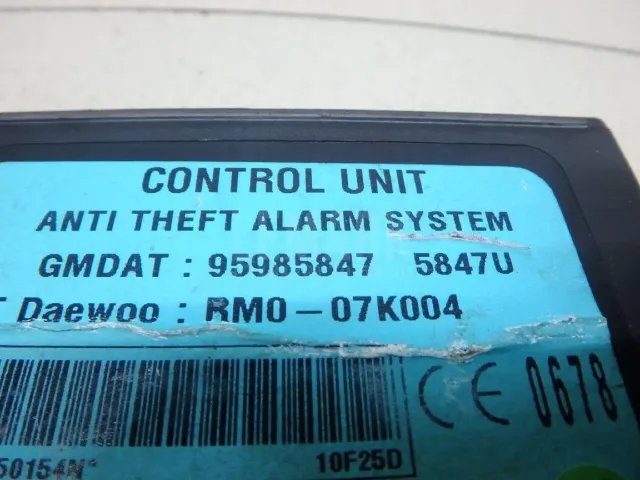 CONTROL UNIT
ANTI THEFT ALARM SYSTEM
GMDAT : 95985847 5847U
Daewoo : RM0-07K004
CE 0678
50154N* 10F25D